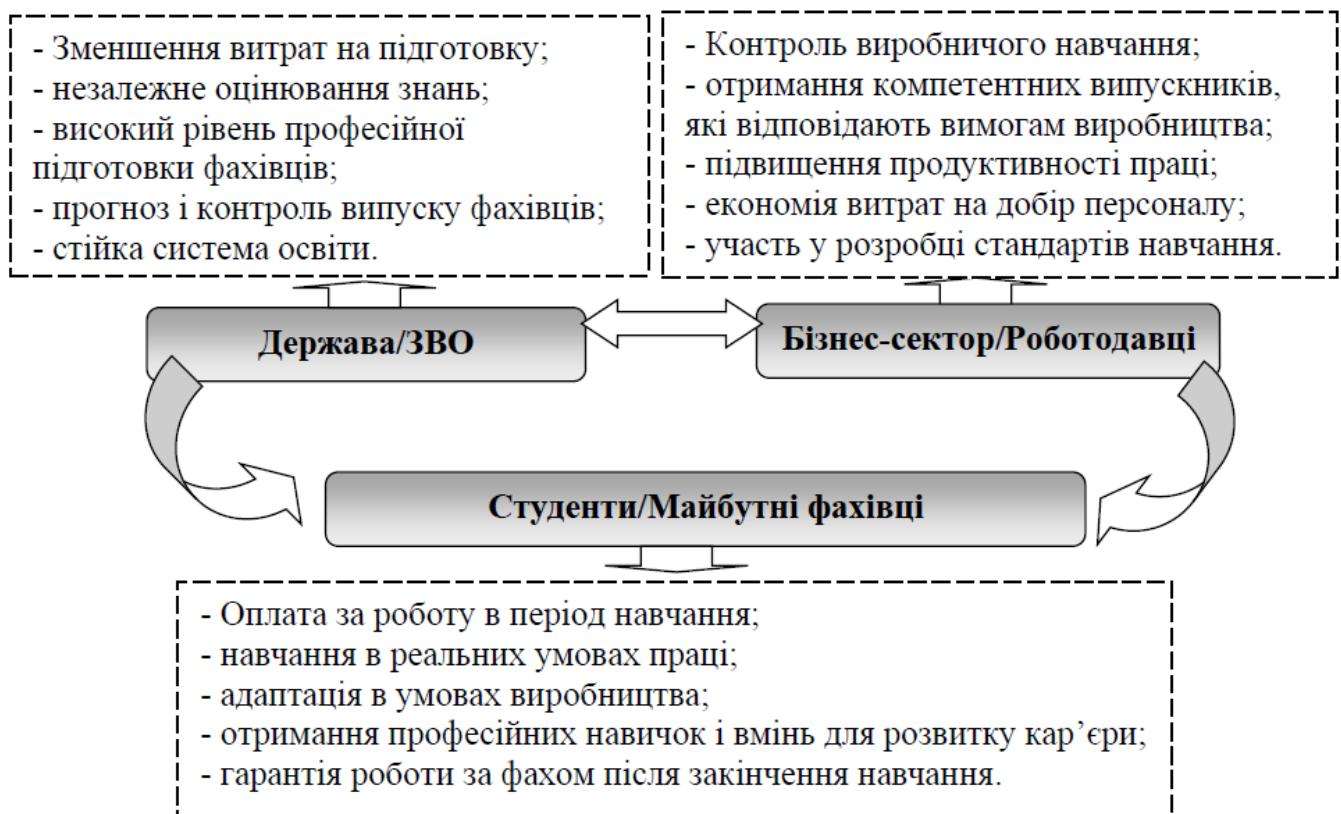 - Зменшення витрат на підготовку;
- незалежне оцінювання знань;
- високий рівень професійної
підготовки фахівців;
- прогноз і контроль випуску фахівців;
- стійка система освіти.
- Контроль виробничого навчання;
- отримання компетентних випускників,
які відповідають вимогам виробництва;
- підвищення продуктивності праці;
- економія витрат на добір персоналу;
- участь у розробці стандартів навчання.
Держава/ЗВО
Бізнес-сектор/Роботодавці
Студенти/Майбутні фахівці
- Оплата за роботу в період навчання;
- навчання в реальних умовах праці;
- адаптація в умовах виробництва;
- отримання професійних навичок і вмінь для розвитку кар’єри;
- гарантія роботи за фахом після закінчення навчання.